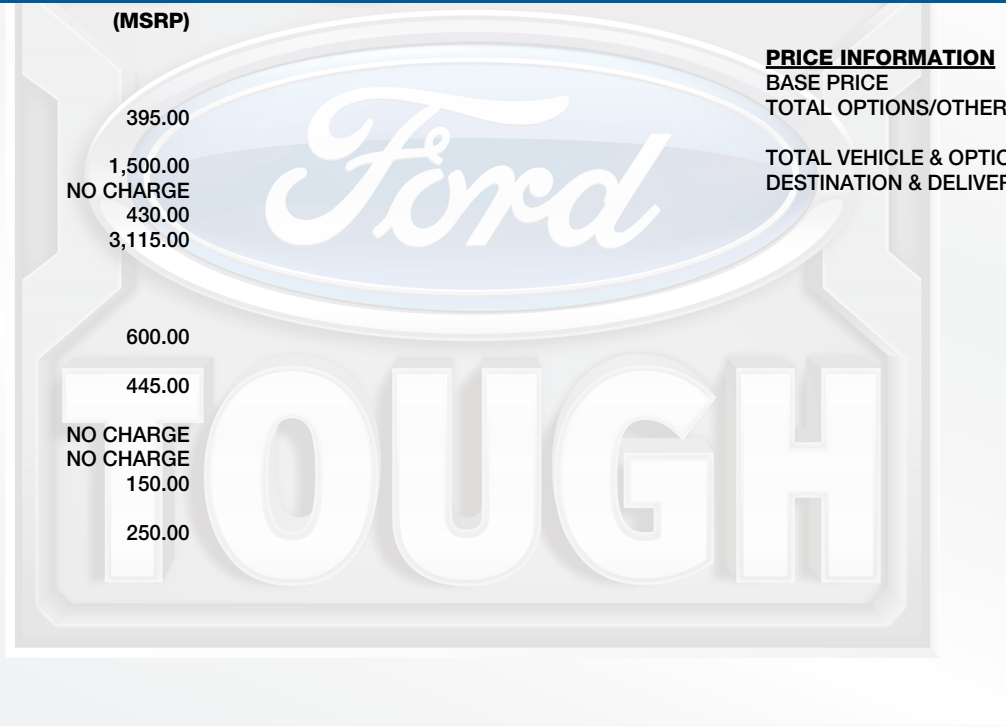 (MSRP)
395.00
1,500.00
NO CHARGE
430.00
3,115.00
600.00
445.00
NO CHARGE
NO CHARGE
150.00
250.00
PRICE INFORMATION
BASE PRICE
TOTAL OPTIONS/OTHER
TOTAL VEHICLE & OPTIO
DESTINATION & DELIVER
Ford
TOUGH